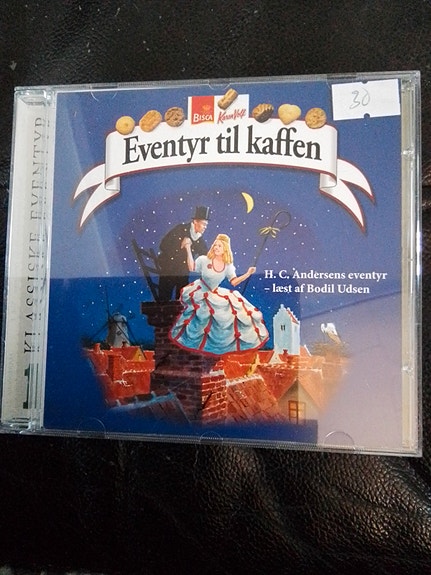 30
BISCA
Karen Volf
Eventyr til kaffen
H. C. Andersens eventyr
– læst af Bodil Udsen
KLASSISKE EVENTYR